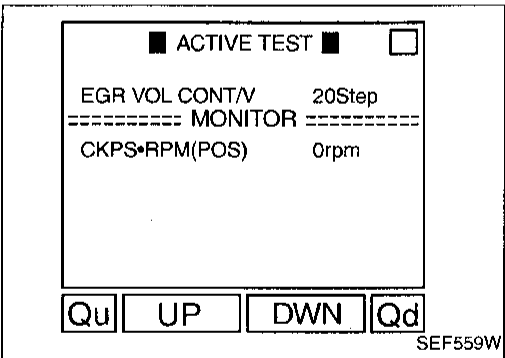 ■ ACTIVE TEST ■
EGR VOL CONT/V 20Step
========= MONITOR =========
CKPS•RPM(POS) 0rpm
Qu UP DWN Qd
SEF559W